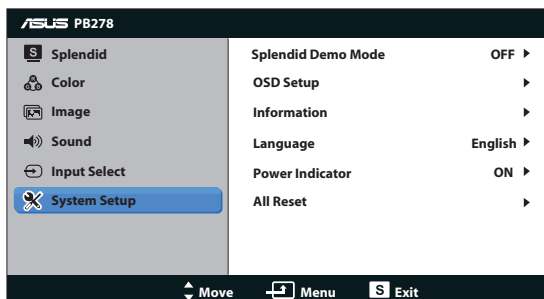 ASUS PB278
S Splendid
Color
Image
Sound
Input Select
System Setup
Splendid Demo Mode OFF
OSD Setup
Information
Language English
Power Indicator ON
All Reset
Move Menu S Exit